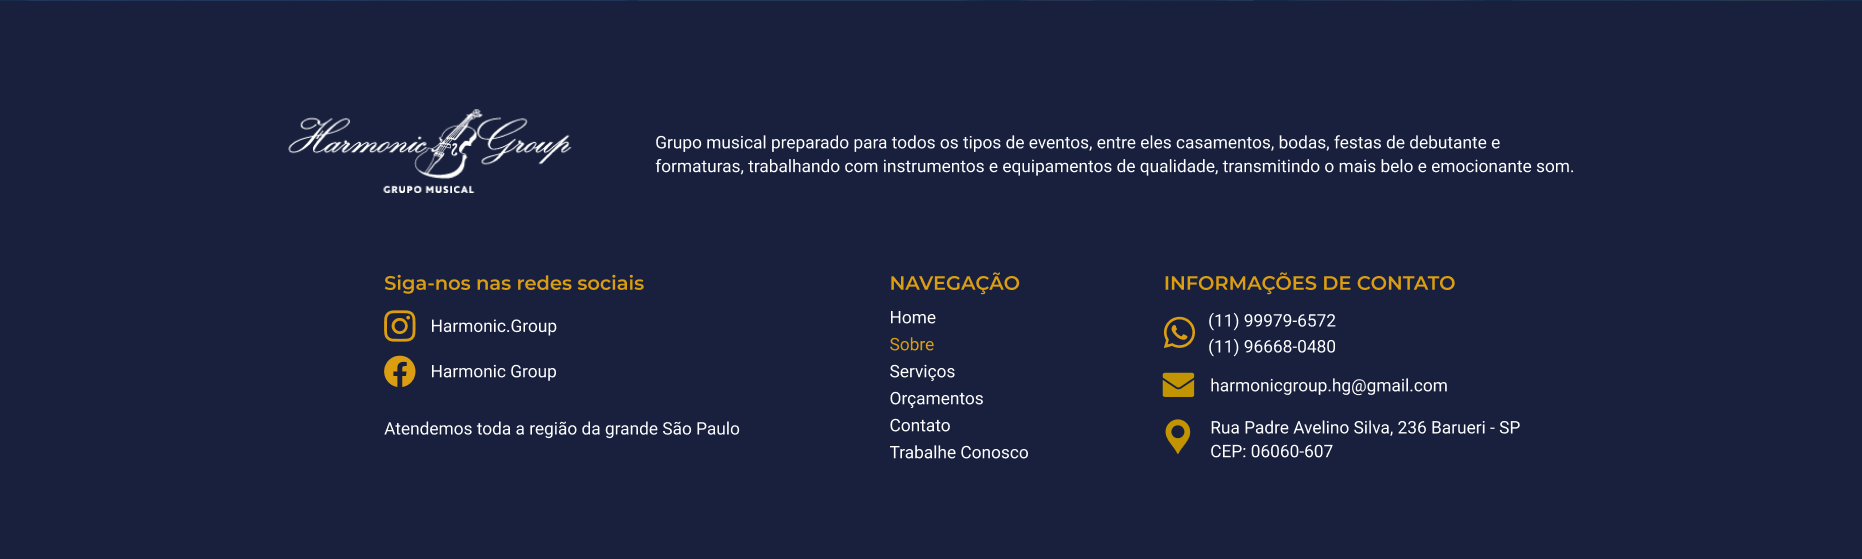 Harmonic Group
GRUPO MUSICAL
Grupo musical preparado para todos os tipos de eventos, entre eles casamentos, bodas, festas de debutante e
formaturas, trabalhando com instrumentos e equipamentos de qualidade, transmitindo o mais belo e emocionante som.
Siga-nos nas redes sociais
Harmonic.Group
Harmonic Group
Atendemos toda a região da grande São Paulo
NAVEGAÇÃO
Home
Sobre
Serviços
Orçamentos
Contato
Trabalhe Conosco
INFORMAÇÕES DE CONTATO
(11) 99979-6572
(11) 96668-0480
harmonicgroup.hg@gmail.com
Rua Padre Avelino Silva, 236 Barueri - SP
CEP: 06060-607